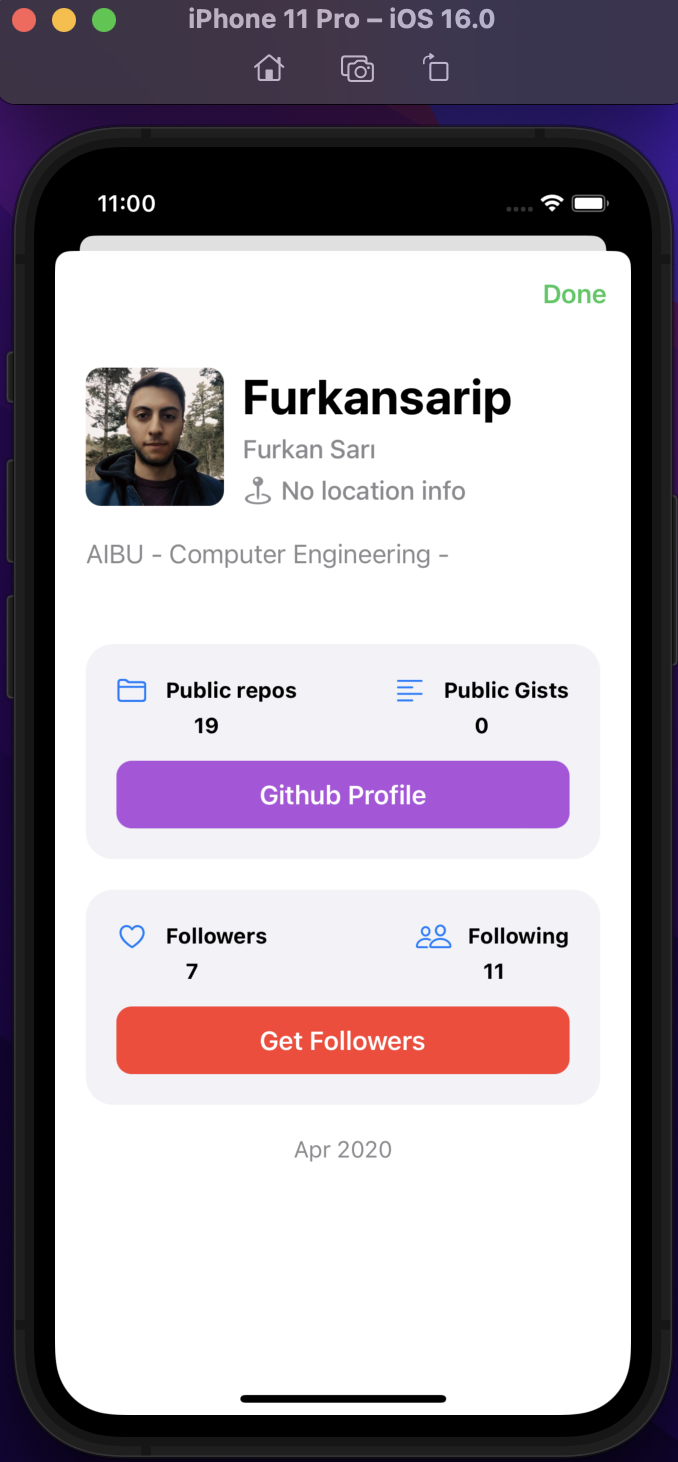 iPhone 11 Pro – iOS 16.0
11:00
Done
Furkansarip
Furkan Sarı
No location info
AIBU - Computer Engineering -
Public repos
19
Public Gists
0
Github Profile
Followers
7
Following
11
Get Followers
Apr 2020